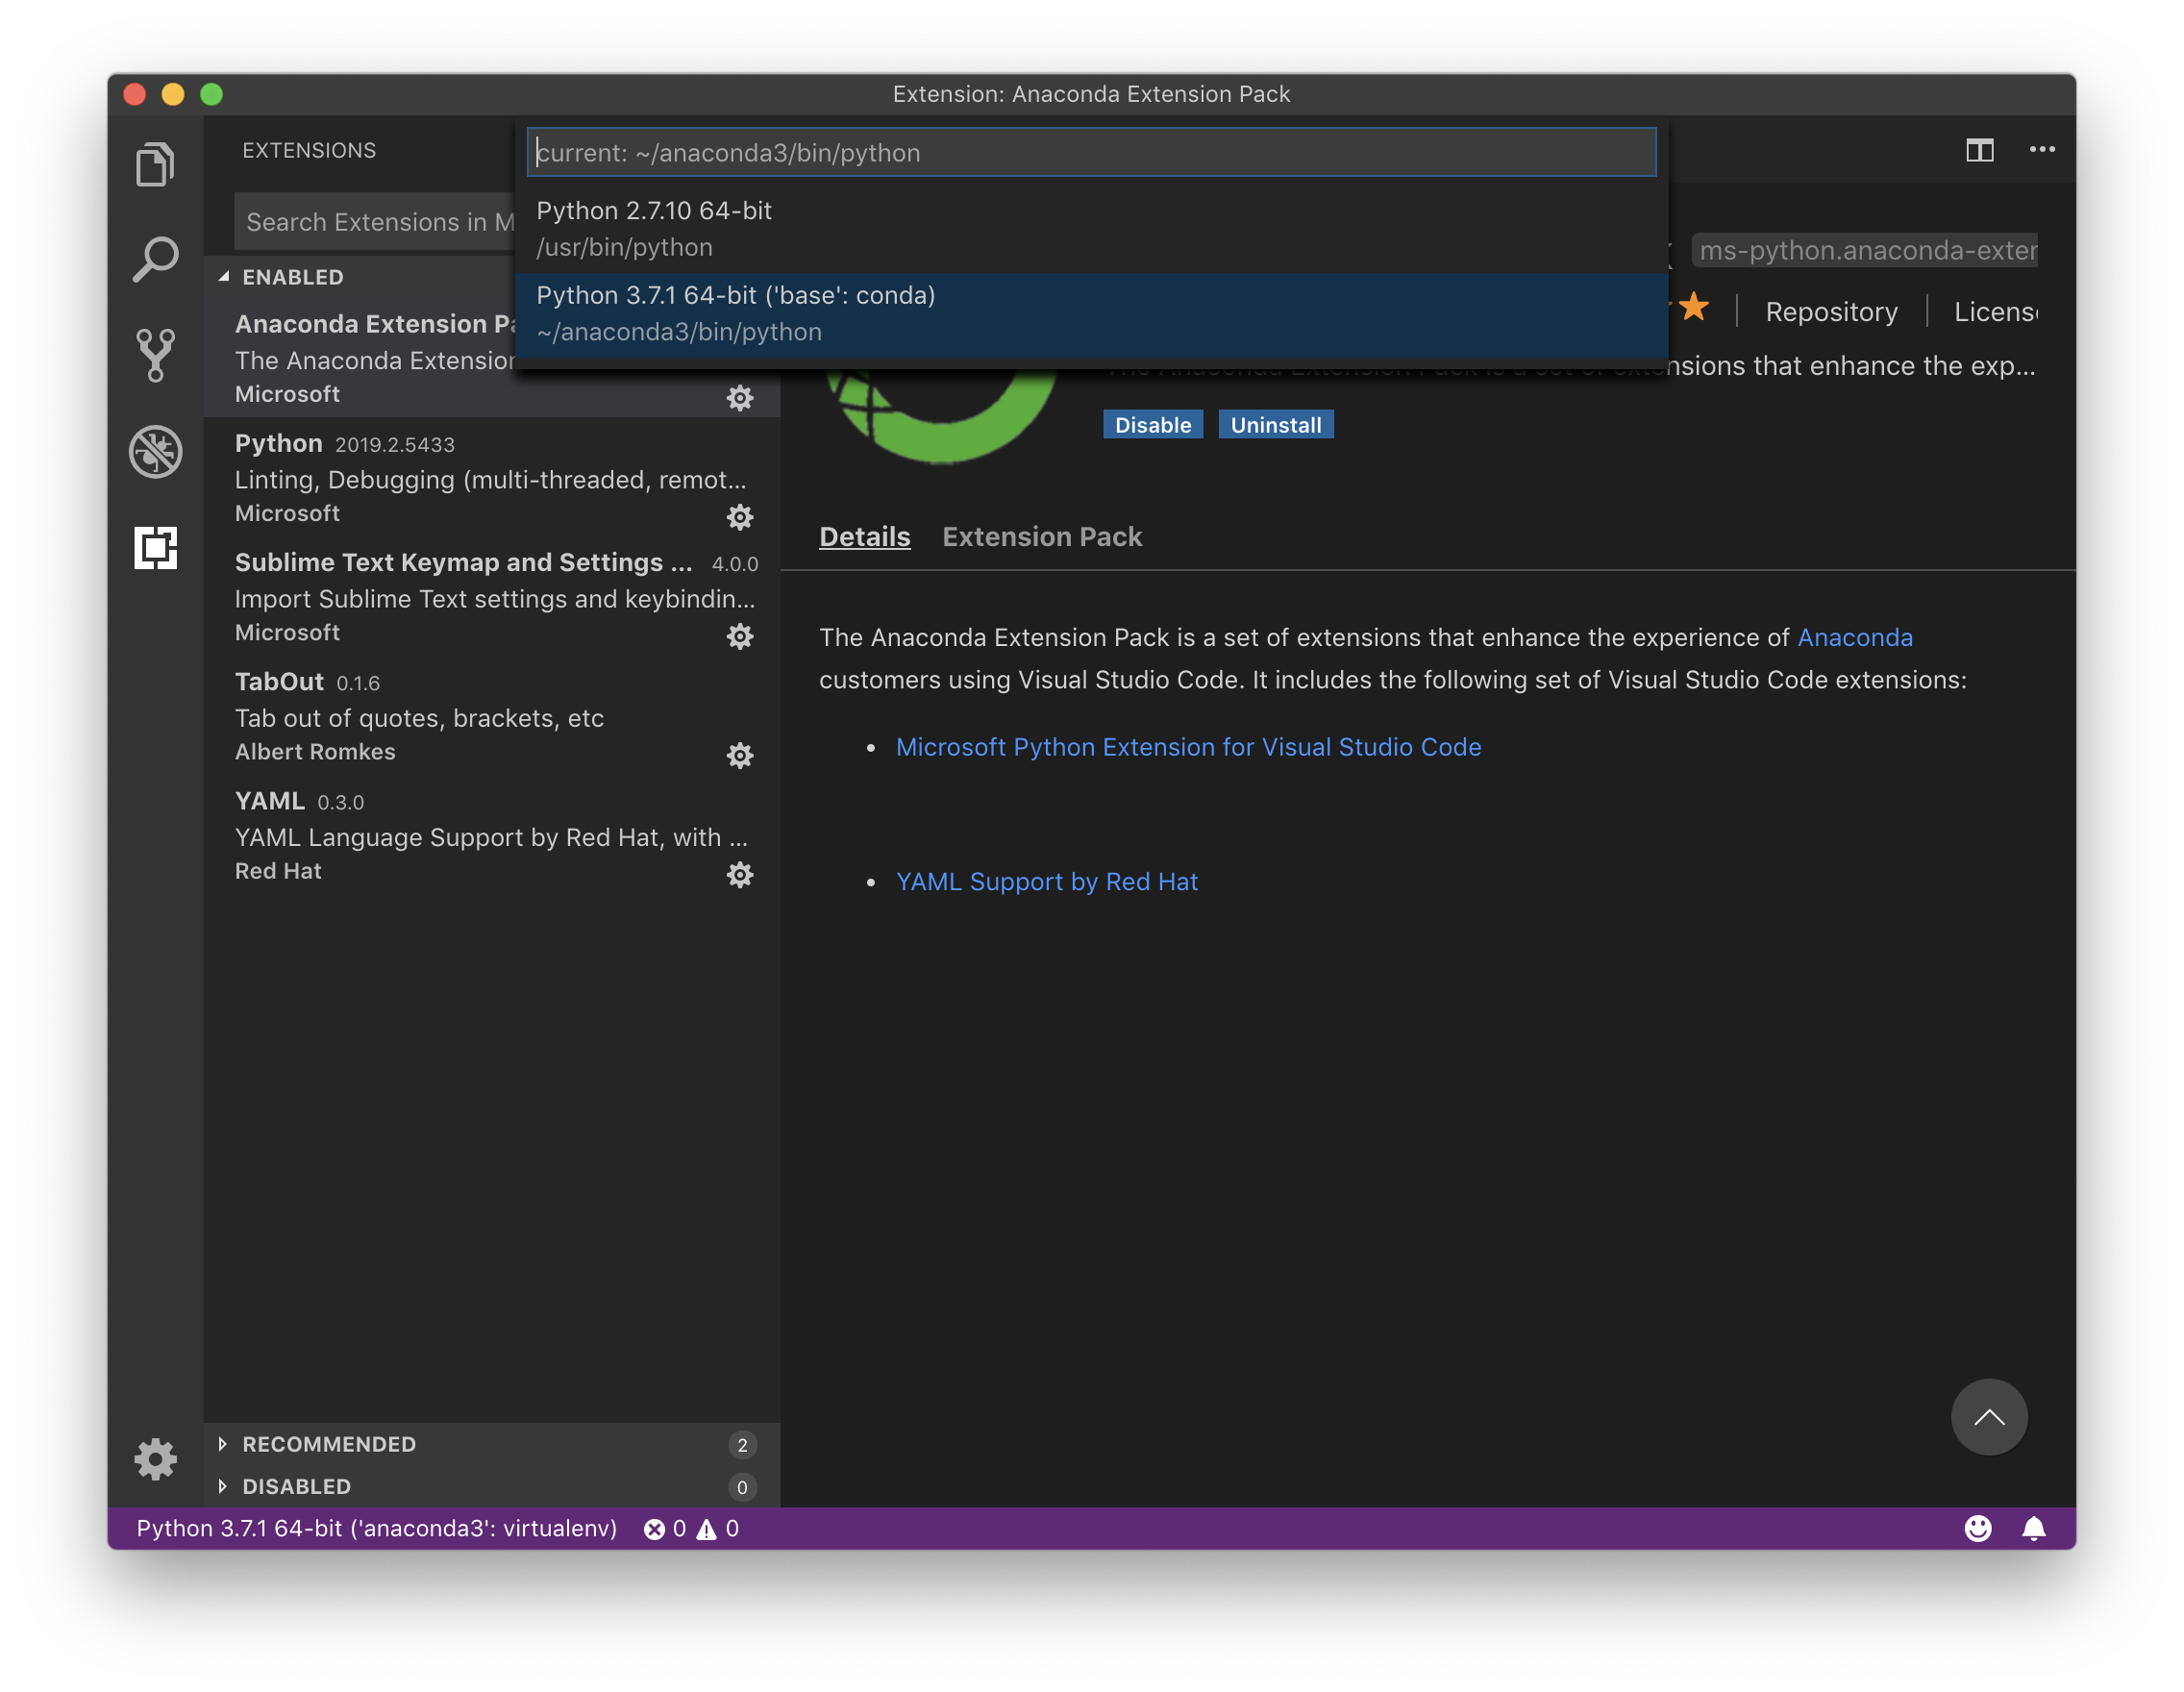 Extension: Anaconda Extension Pack
EXTENSIONS
current: ~/anaconda3/bin/python
Python 2.7.10 64-bit
/usr/bin/python
Python 3.7.1 64-bit ('base': conda)
~/anaconda3/bin/python
Search Extensions in M
ENABLED
Anaconda Extension
The Anaconda Extension
Microsoft
Python 2019.2.5433
Linting, Debugging (multi-threaded, remot...
Microsoft
Sublime Text Keymap and Settings ... 4.0.0
Import Sublime Text settings and keybindin...
Microsoft
TabOut 0.1.6
Tab out of quotes, brackets, etc
Albert Romkes
YAML 0.3.0
YAML Language Support by Red Hat, with ...
Red Hat
RECOMMENDED 2
DISABLED 0
ms-python.anaconda-exter
Repository
Licens
The Anaconda Extension Pack is a set of extensions that enhance the exp...
Disable Uninstall
Details Extension Pack
The Anaconda Extension Pack is a set of extensions that enhance the experience of Anaconda
customers using Visual Studio Code. It includes the following set of Visual Studio Code extensions:
• Microsoft Python Extension for Visual Studio Code
• YAML Support by Red Hat
Python 3.7.1 64-bit ('anaconda3': virtualenv) 0 0